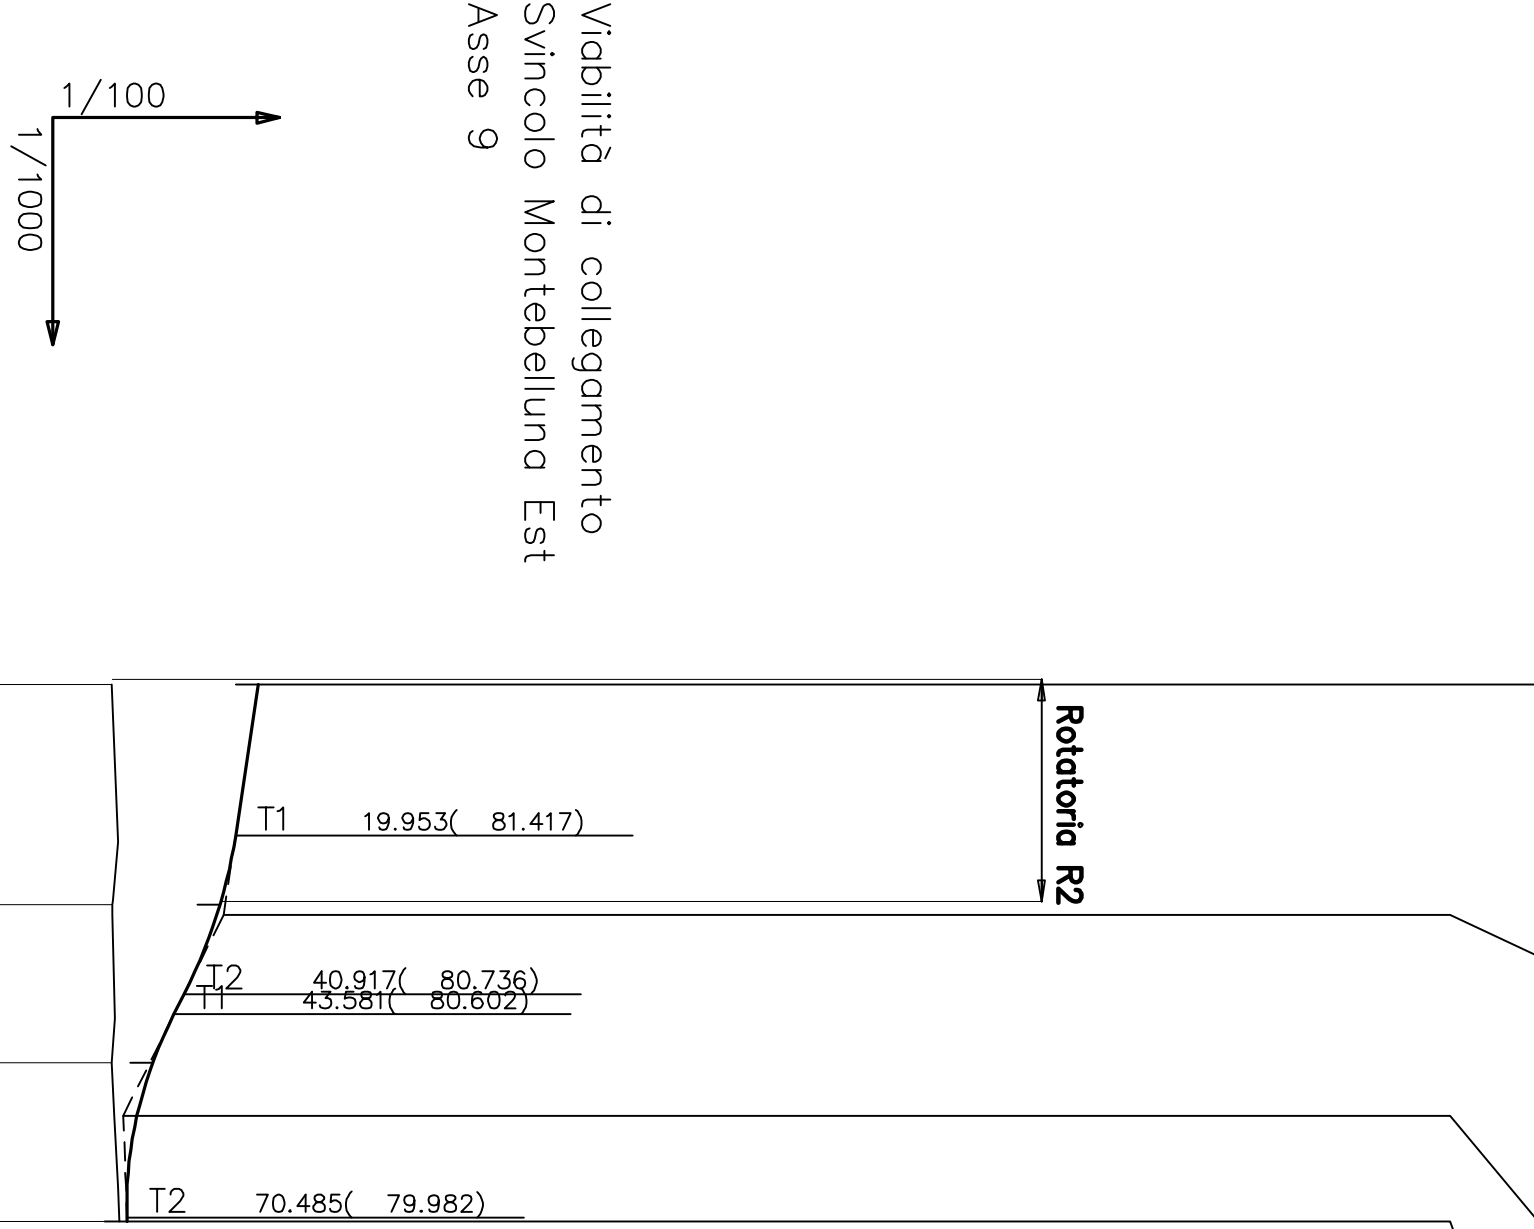 Viabilità di collegamento
Svincolo Montebelluna Est
Asse 9
1/100
1/1000
Rotatoria R2
T1 19.953( 81.417)
T2 40.917( 80.736)
T1 43.581( 80.602)
T2 70.485( 79.982)